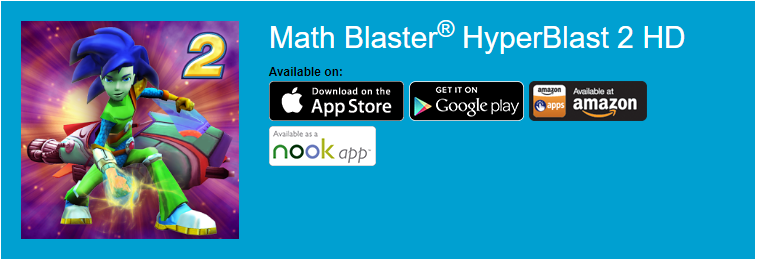 2
Math Blaster® HyperBlast 2 HD
Available on:
Download on the
App Store
GET IT ON
Google play
amazon
apps
Available at
amazon
Available as a
nook app™